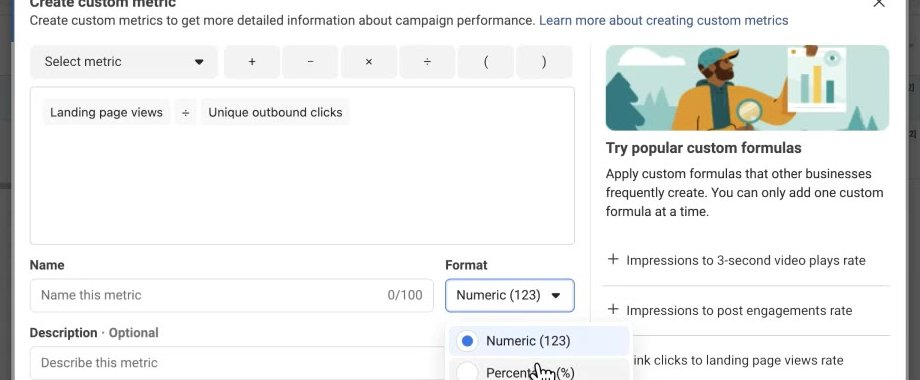 Create custom metric
Create custom metrics to get more detailed information about campaign performance. Learn more about creating custom metrics
Select metric
+ − × ÷ ( )
Landing page views ÷ Unique outbound clicks
Try popular custom formulas
Apply custom formulas that other businesses
frequently create. You can only add one custom
formula at a time.
+ Impressions to 3-second video plays rate
+ Impressions to post engagements rate
ink clicks to landing page views rate
Name
Format
Name this metric 0/100
Numeric (123)
Description · Optional
Describe this metric
Numeric (123)
(%)